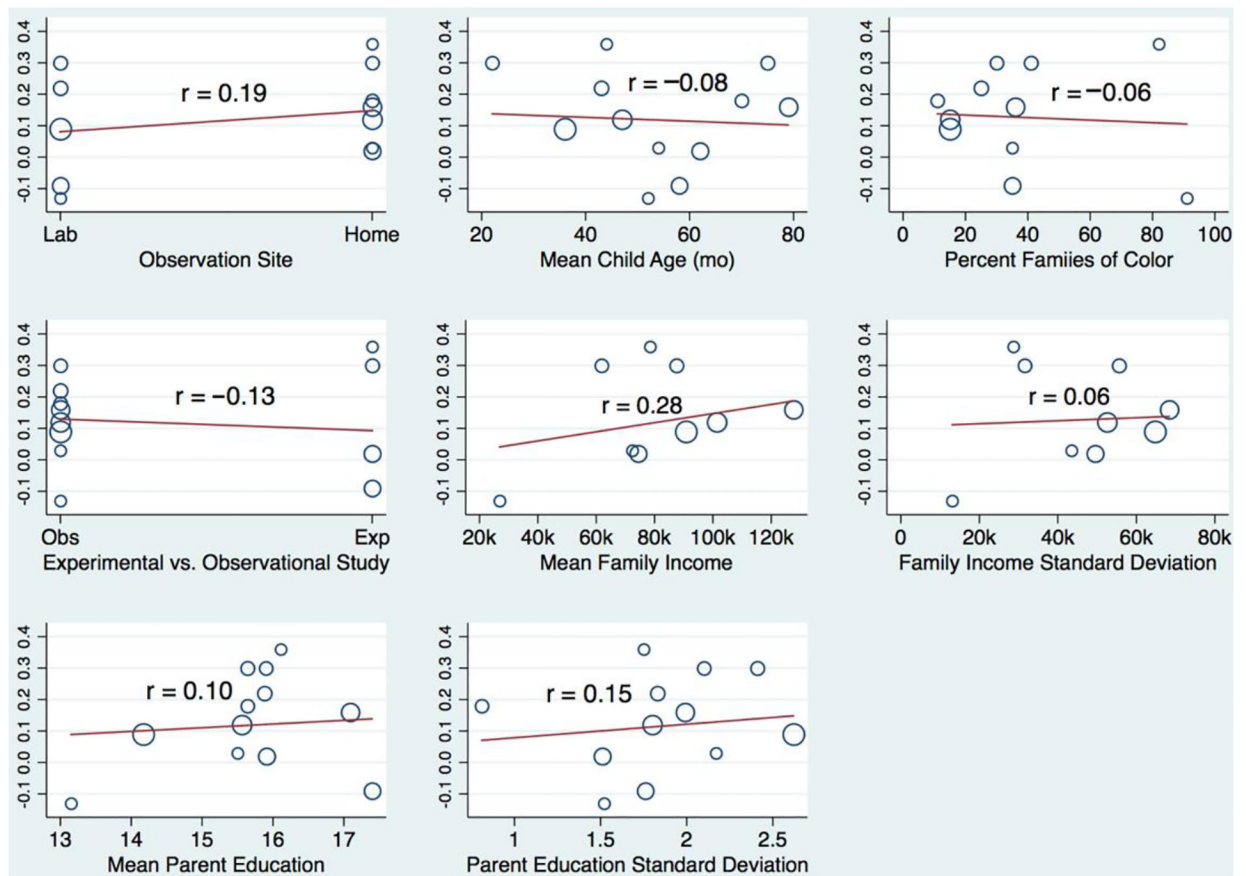 0.4
0.3
0.2
0.1
0.0
-0.1
r = 0.19
Lab Home
Observation Site
0.4
0.3
0.2
0.1
0.0
-0.1
r = −0.08
20 40 60 80
Mean Child Age (mo)
0.4
0.3
0.2
0.1
0.0
-0.1
r = −0.06
0 20 40 60 80 100
Percent Famiies of Color
0.4
0.3
0.2
0.1
0.0
-0.1
r = −0.13
Obs Exp
Experimental vs. Observational Study
0.4
0.3
0.2
0.1
0.0
-0.1
r = 0.28
20k 40k 60k 80k 100k 120k
Mean Family Income
0.4
0.3
0.2
0.1
0.0
-0.1
r = 0.06
0 20k 40k 60k 80k
Family Income Standard Deviation
0.4
0.3
0.2
0.1
0.0
-0.1
r = 0.10
13 14 15 16 17
Mean Parent Education
0.4
0.3
0.2
0.1
0.0
-0.1
r = 0.15
1 1.5 2 2.5
Parent Education Standard Deviation